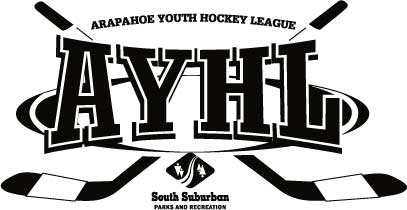 ARAPAHOE YOUTH HOCKEY LEAGUE
AYHL
South Suburban
PARKS AND RECREATION